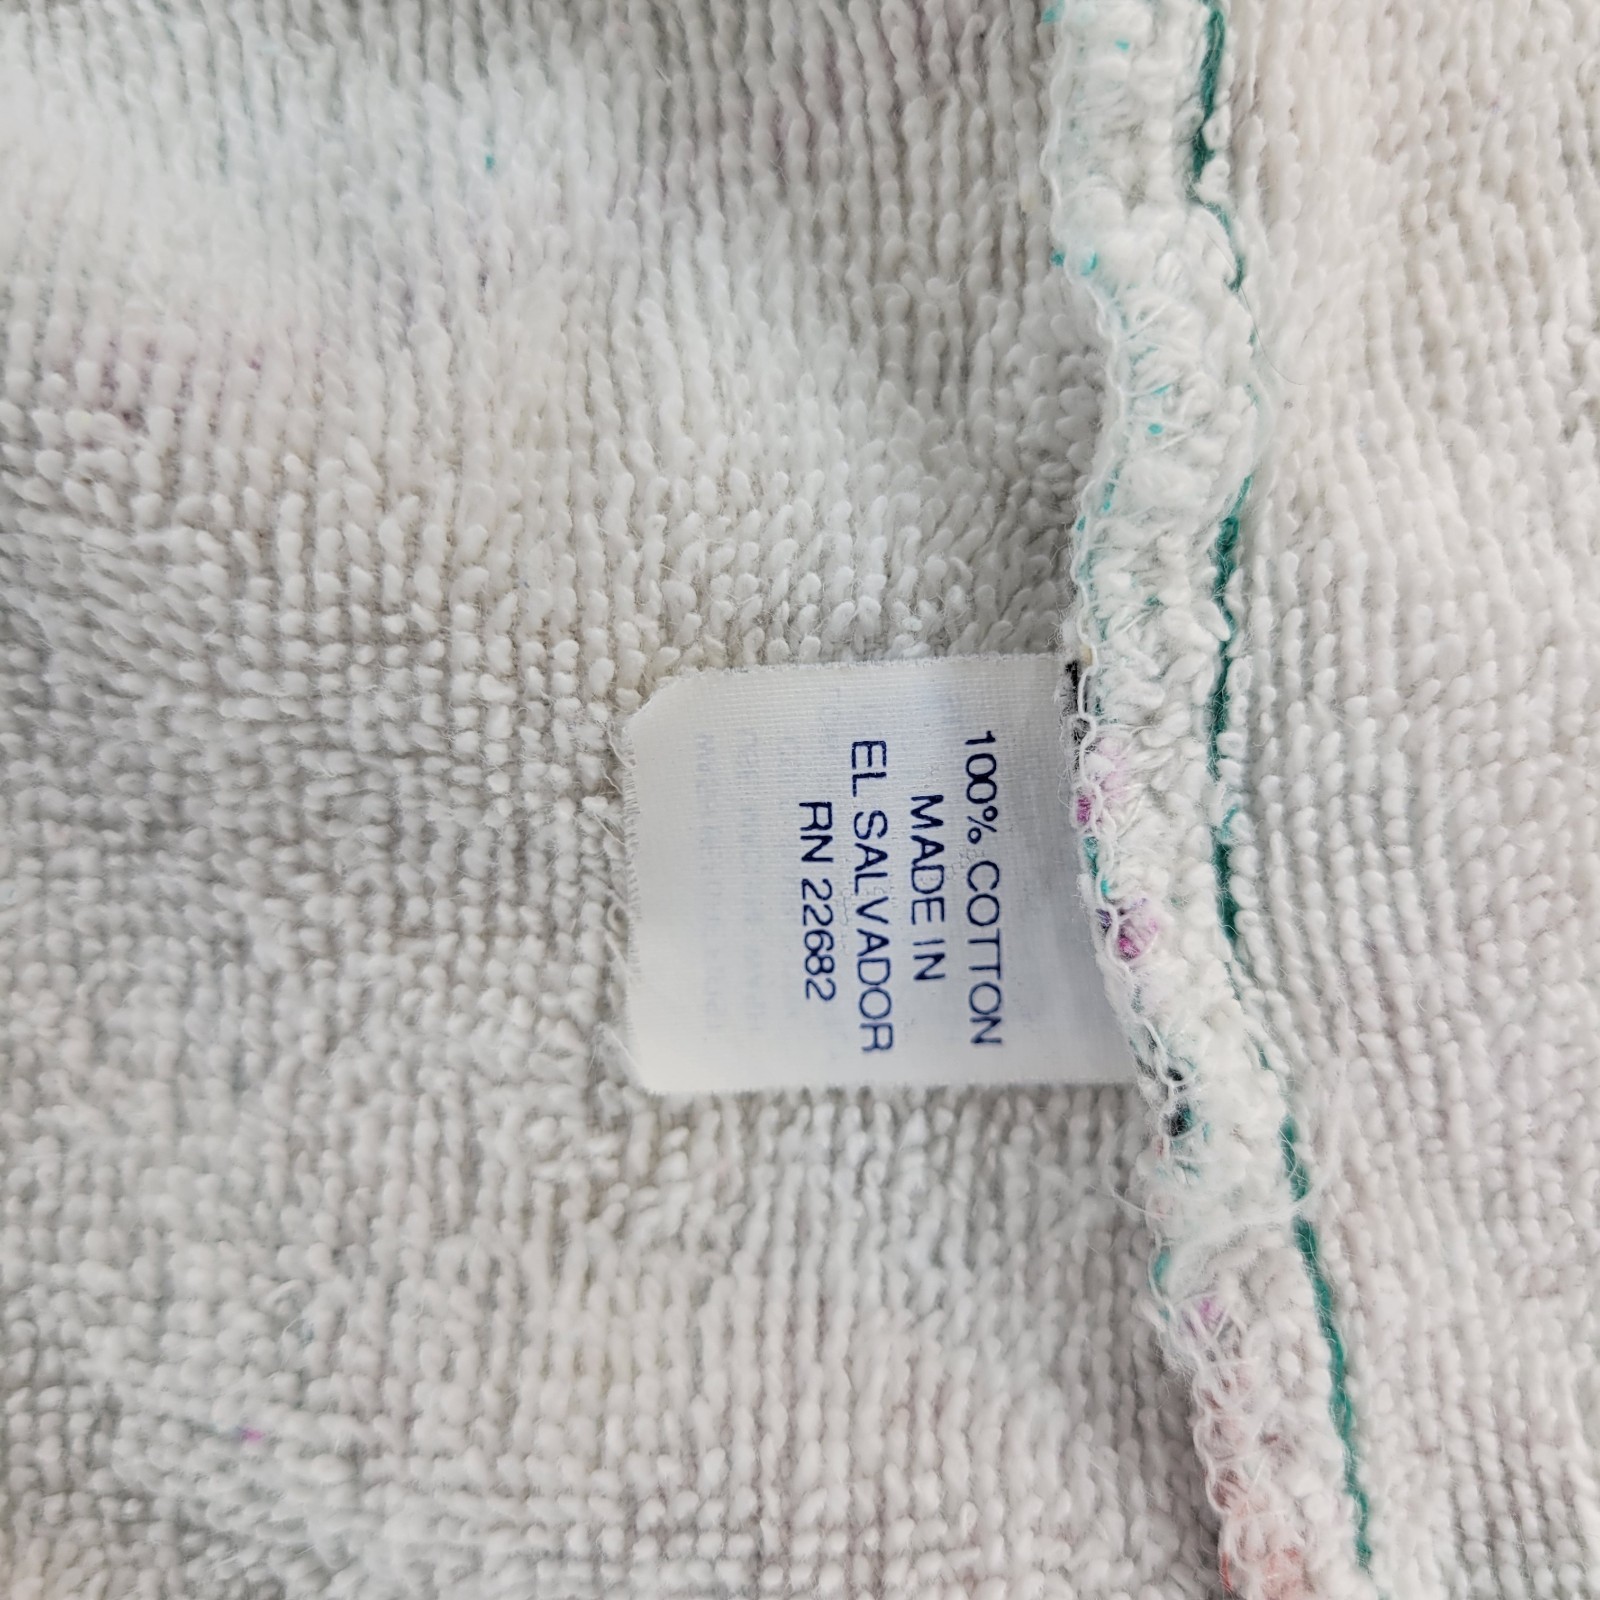 100% COTTON
MADE IN
EL SALVADOR
RN 22682